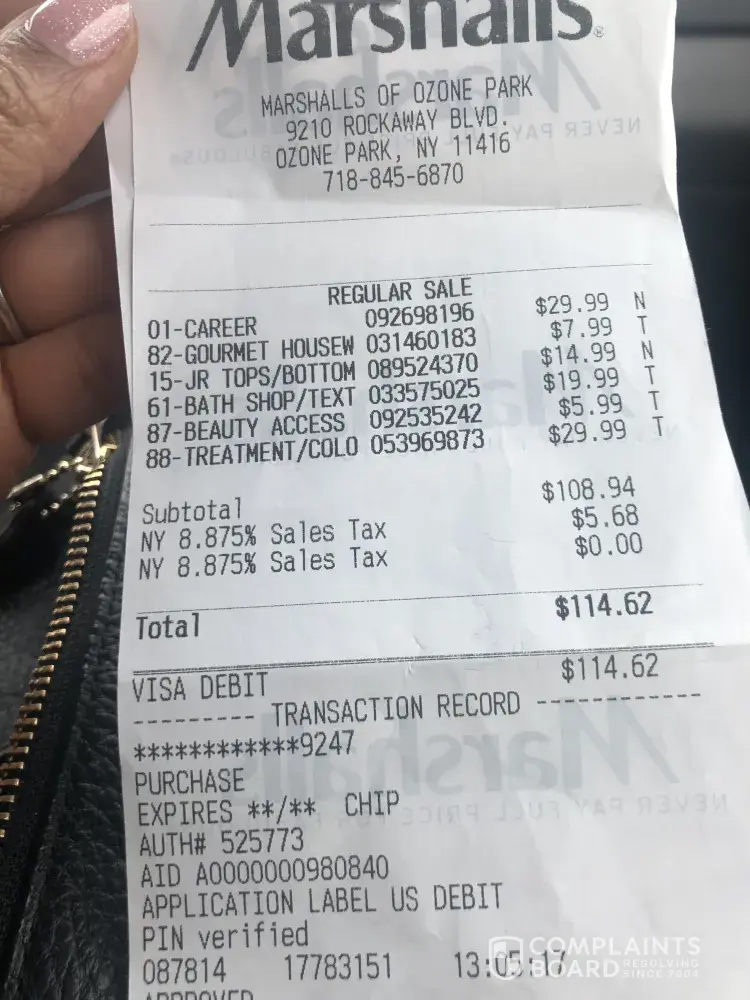 Marshalls®
MARSHALLS OF OZONE PARK
9210 ROCKAWAY BLVD.
OZONE PARK, NY 11416
718-845-6870
REGULAR SALE
01-CAREER 092698196 $29.99 N
82-GOURMET HOUSEW 031460183 $7.99 T
15-JR TOPS/BOTTOM 089524370 $14.99 N
61-BATH SHOP/TEXT 033575025 $19.99 T
87-BEAUTY ACCESS 092535242 $5.99 T
88-TREATMENT/COLO 053969873 $29.99 T
Subtotal $108.94
NY 8.875% Sales Tax $5.68
NY 8.875% Sales Tax $0.00
Total $114.62
VISA DEBIT $114.62
--------- TRANSACTION RECORD ------------
************9247
PURCHASE
EXPIRES **/** CHIP
AUTH# 525773
AID A0000000980840
APPLICATION LABEL US DEBIT
PIN verified
087814 17783151
APPROVED
COMPLAINTS
BOARD RESOLVING SINCE 2004